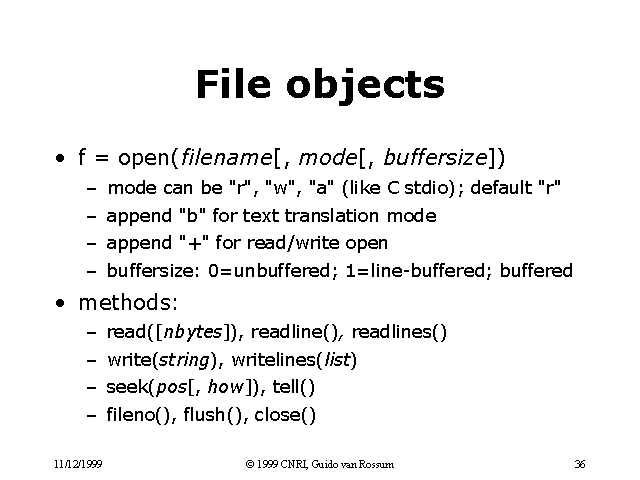 File objects
• f = open(filename[, mode[, buffersize])
– mode can be "r", "w", "a" (like C stdio); default "r"
– append "b" for text translation mode
– append "+" for read/write open
– buffersize: 0=unbuffered; 1=line-buffered; buffered
• methods:
– read([nbytes]), readline(), readlines()
– write(string), writelines(list)
– seek(pos[, how]), tell()
– fileno(), flush(), close()
11/12/1999 © 1999 CNRI, Guido van Rossum 36